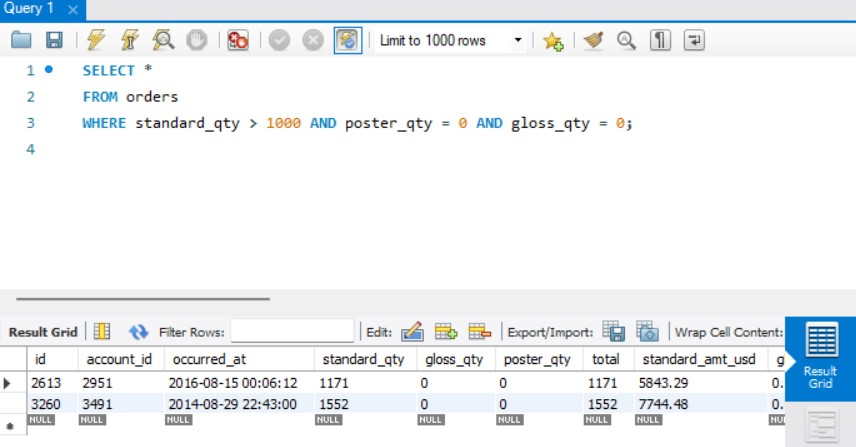 Query 1
Limit to 1000 rows
1 SELECT *
2 FROM orders
3 WHERE standard_qty > 1000 AND poster_qty = 0 AND gloss_qty = 0;
4
Result Grid Filter Rows: Edit: Export/Import: Wrap Cell Content:
id account_id occurred_at standard_qty gloss_qty poster_qty total standard_amt_usd g
2613 2951 2016-08-15 00:06:12 1171 0 0 1171 5843.29 0.
3260 3491 2014-08-29 22:43:00 1552 0 0 1552 7744.48 0.
NULL NULL NULL NULL NULL NULL NULL NULL NU
Result
Grid